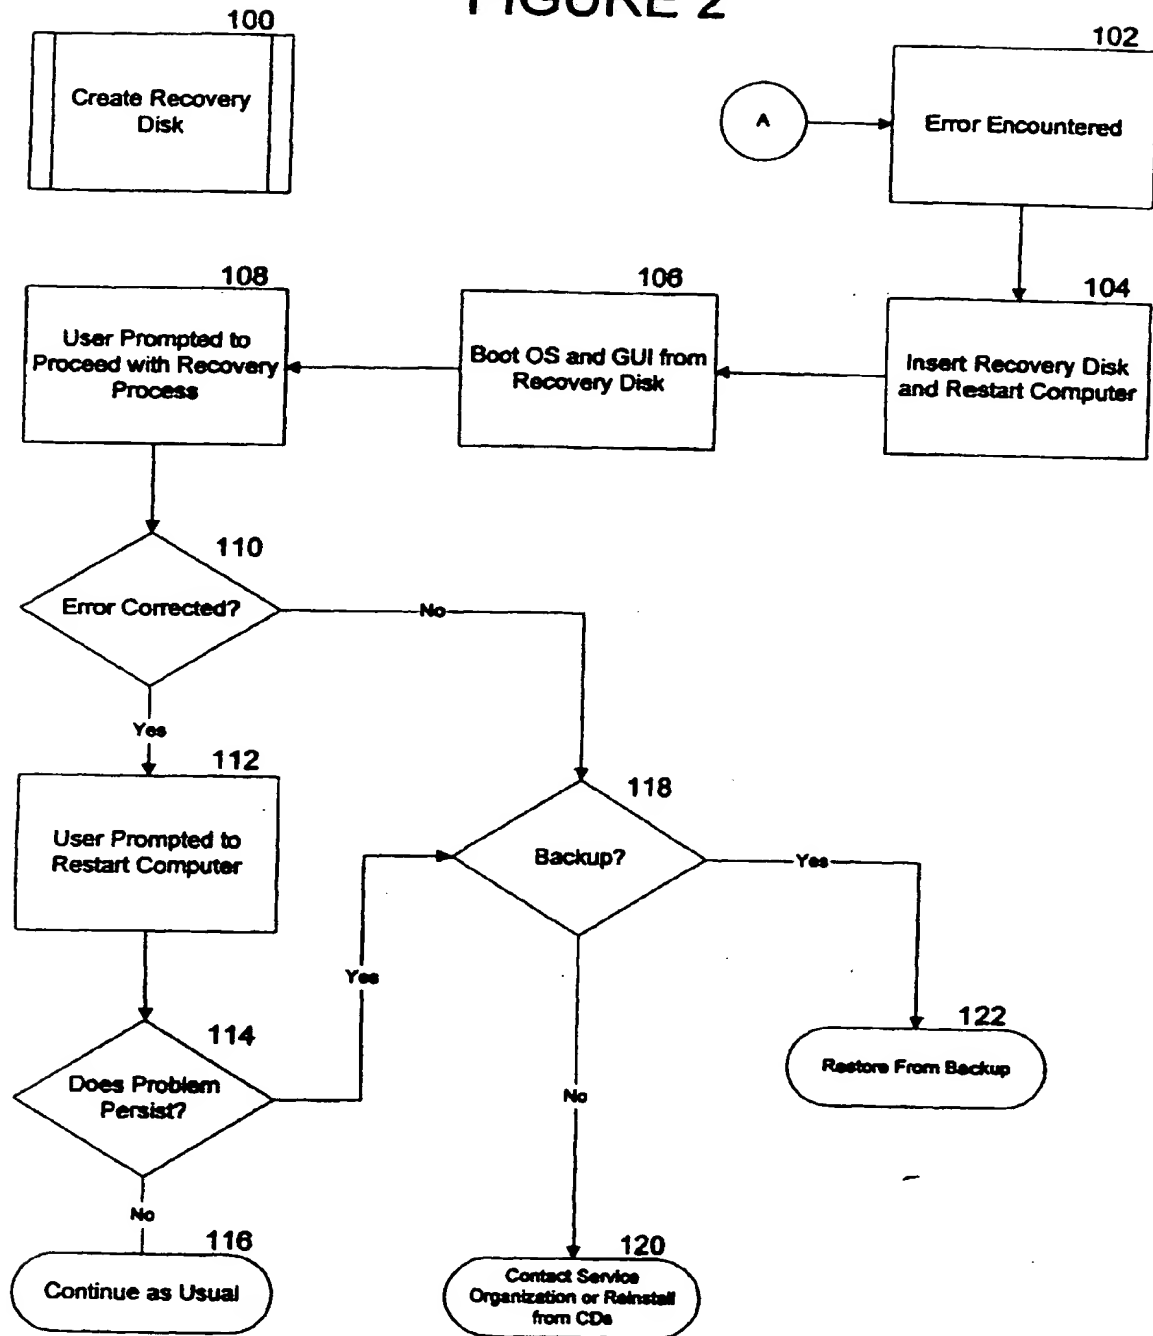 FIGURE 2
100
Create Recovery
Disk
A
102
Error Encountered
108
User Prompted to
Proceed with Recovery
Process
106
Boot OS and GUI from
Recovery Disk
104
Insert Recovery Disk
and Restart Computer
110
Error Corrected?
No
Yes
112
User Prompted to
Restart Computer
118
Backup?
Yes
Yes
114
Does Problem
Persist?
No
122
Restore From Backup
No
116
Continue as Usual
120
Contact Service
Organization or Reinstall
from CDs